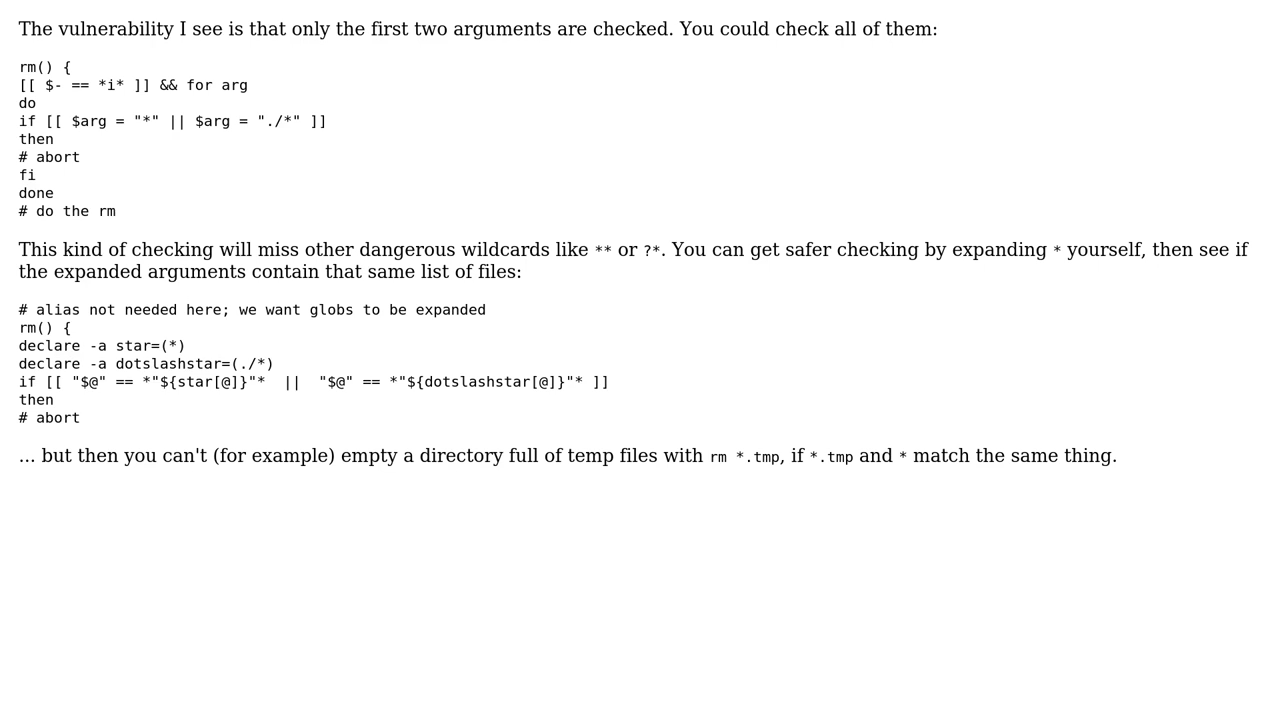 The vulnerability I see is that only the first two arguments are checked. You could check all of them:
rm() {
[[ $- == *i* ]] && for arg
do
if [[ $arg = "*" || $arg = "./*" ]]
then
# abort
fi
done
# do the rm
This kind of checking will miss other dangerous wildcards like ** or ?*. You can get safer checking by expanding * yourself, then see if
the expanded arguments contain that same list of files:
# alias not needed here; we want globs to be expanded
rm() {
declare -a star=(*)
declare -a dotslashstar=(./*)
if [[ "$@" == *"${star[@]}"*  ||  "$@" == *"${dotslashstar[@]}"* ]]
then
# abort
... but then you can't (for example) empty a directory full of temp files with rm *.tmp, if *.tmp and * match the same thing.